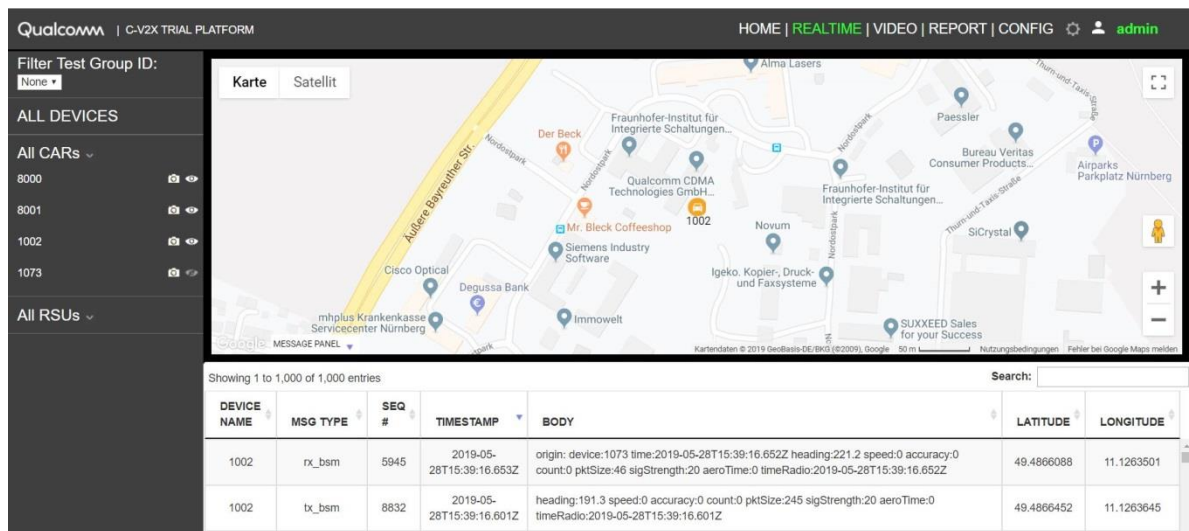 Qualcomm | C-V2X TRIAL PLATFORM
HOME | REALTIME | VIDEO | REPORT | CONFIG admin
Filter Test Group ID:
None
ALL DEVICES
All CARs
8000
8001
1002
1073
All RSUs
Karte Satellit
Alma Lasers
Thurn-und-Taxis-Straße
Paessler
Fraunhofer-Institut für
Integrierte Schaltungen...
Der Beck
Nordostpark
Nordostpark
Nordostpark
Bureau Veritas
Consumer Products...
Airparks
Parkplatz Nürnberg
Äußere Bayreuther Str.
Qualcomm CDMA
Technologies GmbH...
Fraunhofer-Institut für
Integrierte Schaltungen...
Thurn-und-Taxis-Straße
1002
Mr. Bleck Coffeeshop
Novum
Nordostpark
SiCrystal
Siemens Industry
Software
Cisco Optical
Igeko. Kopier-, Druck-
und Faxsysteme
Degussa Bank
mhplus Krankenkasse
Servicecenter Nürnberg
Immowelt
SUXXEED Sales
for your Success
Google MESSAGE PANEL
Kartendaten © 2019 GeoBasis-DE/BKG (©2009), Google 50 m Nutzungsbedingungen Fehler bei Google Maps melden
Showing 1 to 1,000 of 1,000 entries
Search:
DEVICE
NAME MSG TYPE SEQ
# TIMESTAMP BODY LATITUDE LONGITUDE
1002 rx_bsm 5945 2019-05-
28T15:39:16.653Z origin: device:1073 time:2019-05-28T15:39:16.652Z heading:221.2 speed:0 accuracy:0
count:0 pktSize:46 sigStrength:20 aeroTime:0 timeRadio:2019-05-28T15:39:16.652Z 49.4866088 11.1263501
1002 tx_bsm 8832 2019-05-
28T15:39:16.601Z heading:191.3 speed:0 accuracy:0 count:0 pktSize:245 sigStrength:20 aeroTime:0
timeRadio:2019-05-28T15:39:16.601Z 49.4866452 11.1263645